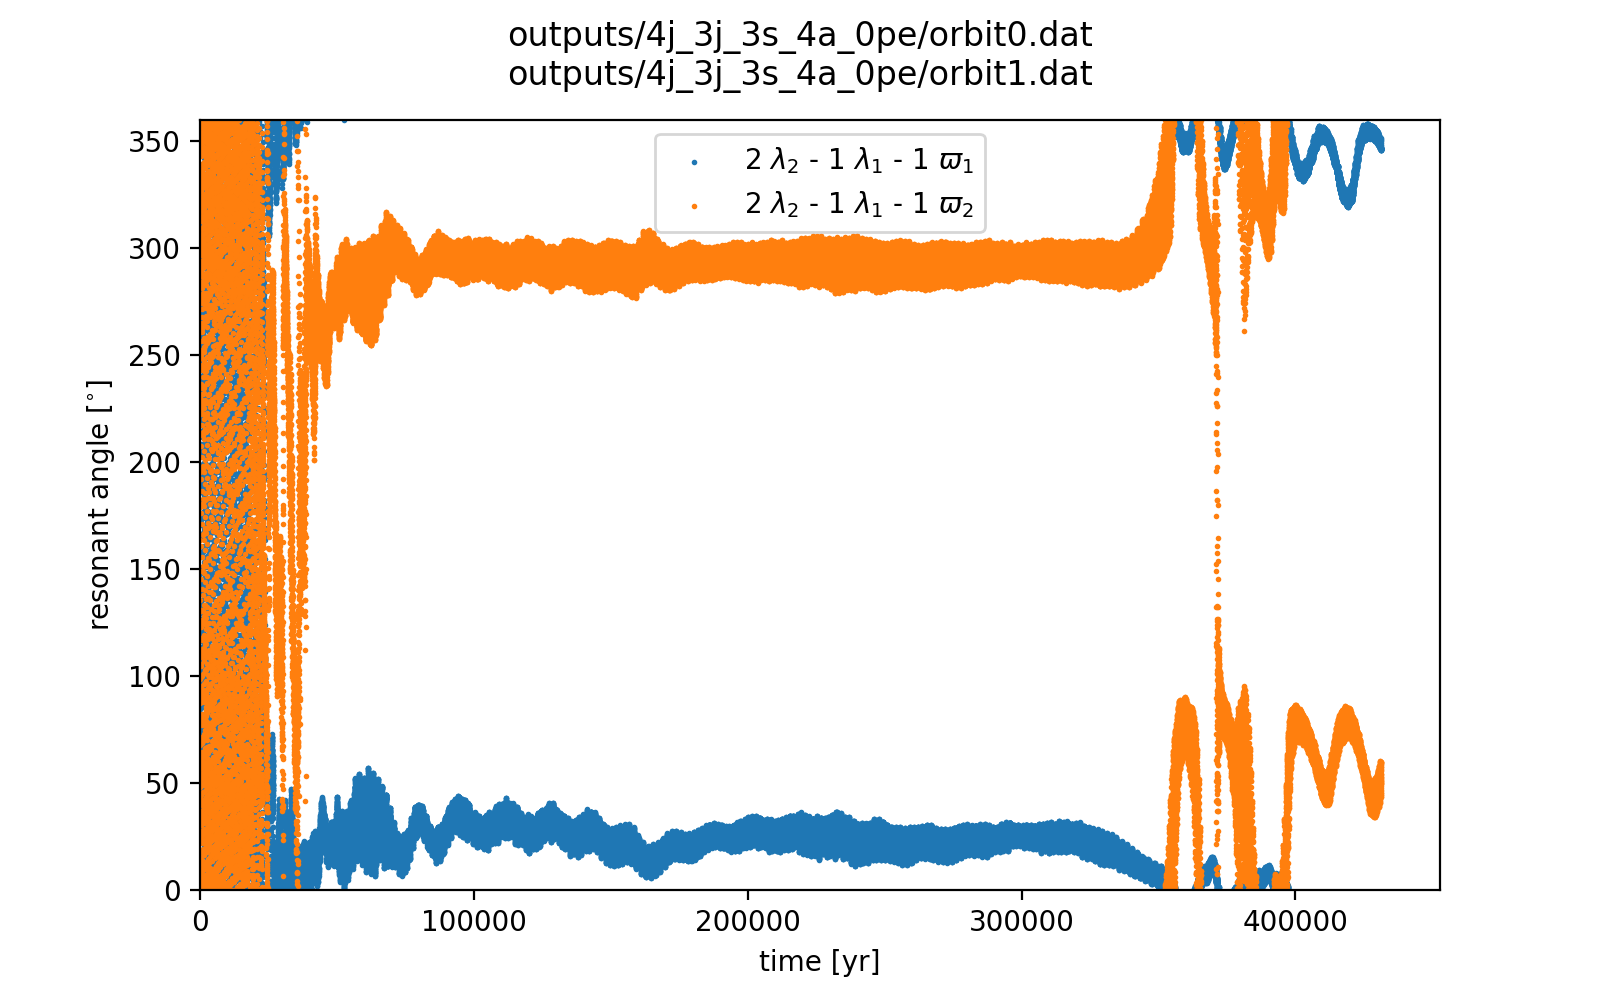 outputs/4j_3j_3s_4a_0pe/orbit0.dat
outputs/4j_3j_3s_4a_0pe/orbit1.dat
2 λ₂ - 1 λ₁ - 1 ϖ₁
2 λ₂ - 1 λ₁ - 1 ϖ₂
resonant angle [°]
350
300
250
200
150
100
50
0
0 100000 200000 300000 400000
time [yr]